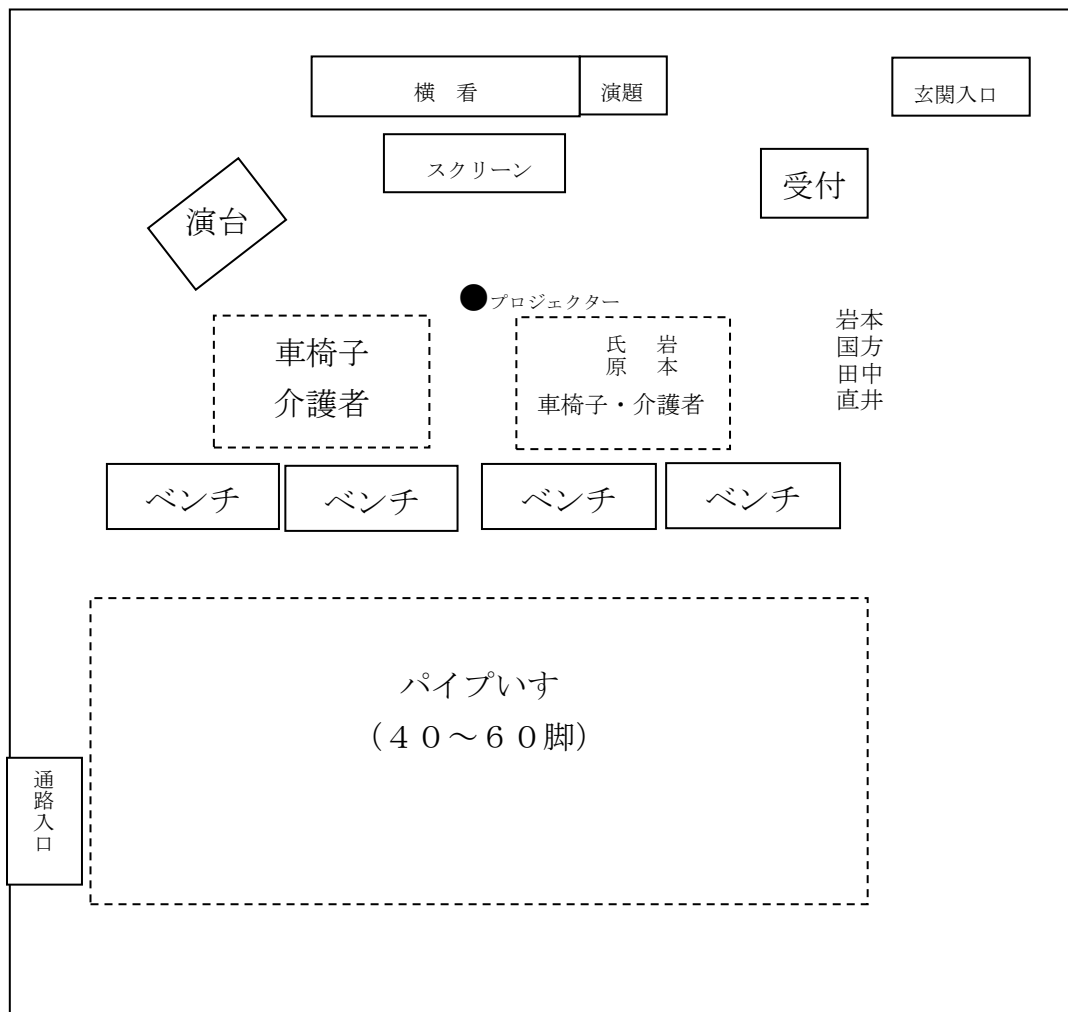 横 看
演題
玄関入口
スクリーン
受付
演台
プロジェクター
車椅子
介護者
氏原
岩本
車椅子・介護者
岩本
国方
田中
直井
ベンチ
ベンチ
ベンチ
ベンチ
パイプいす
（４０～６０脚）
通路入口